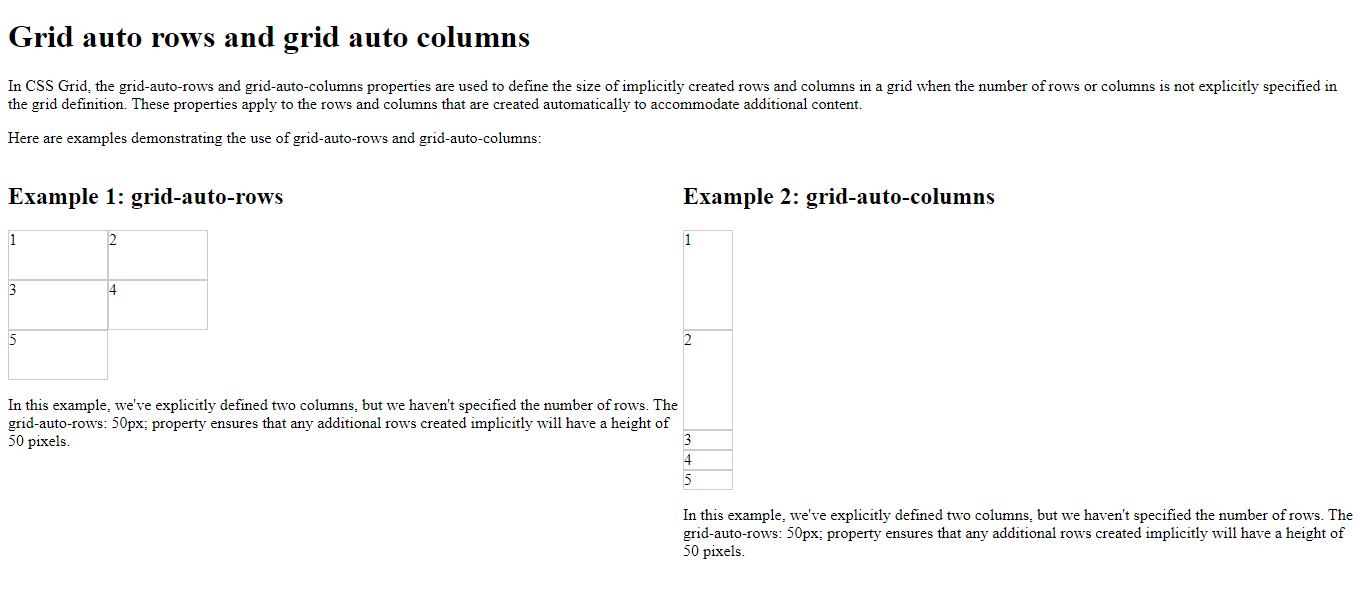 Grid auto rows and grid auto columns
In CSS Grid, the grid-auto-rows and grid-auto-columns properties are used to define the size of implicitly created rows and columns in a grid when the number of rows or columns is not explicitly specified in
the grid definition. These properties apply to the rows and columns that are created automatically to accommodate additional content.
Here are examples demonstrating the use of grid-auto-rows and grid-auto-columns:
Example 1: grid-auto-rows
1 2
3 4
5
In this example, we've explicitly defined two columns, but we haven't specified the number of rows. The
grid-auto-rows: 50px; property ensures that any additional rows created implicitly will have a height of
50 pixels.
Example 2: grid-auto-columns
1
2
3
4
5
In this example, we've explicitly defined two columns, but we haven't specified the number of rows. The
grid-auto-rows: 50px; property ensures that any additional rows created implicitly will have a height of
50 pixels.